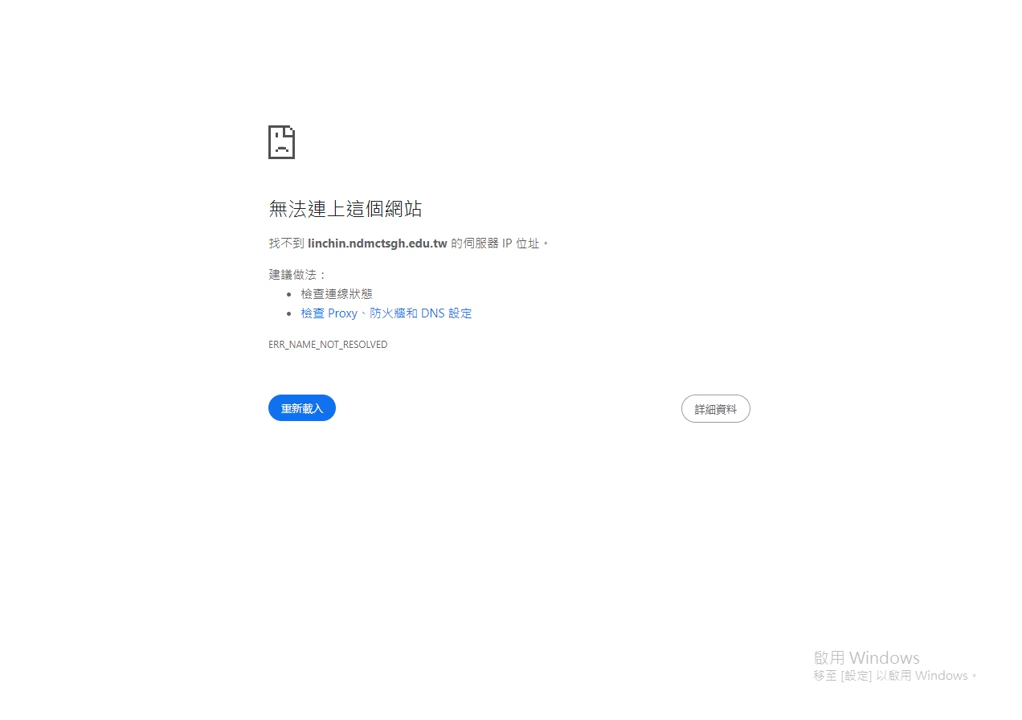 無法連上這個網站
找不到 linchin.ndmctsgh.edu.tw 的伺服器 IP 位址。
建議做法：
• 檢查連線狀態
• 檢查 Proxy、防火牆和 DNS 設定
ERR_NAME_NOT_RESOLVED
重新載入
詳細資料
啟用 Windows
移至 [設定] 以啟用 Windows。